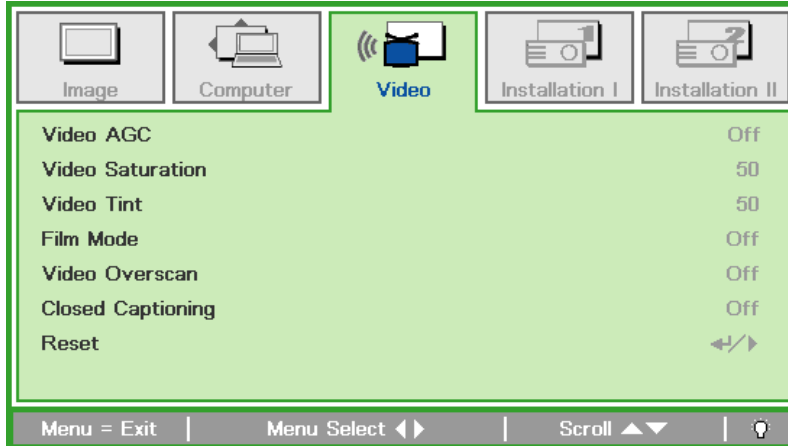 Image Computer Video Installation I Installation II
Video AGC Off
Video Saturation 50
Video Tint 50
Film Mode Off
Video Overscan Off
Closed Captioning Off
Reset ↵/▶
Menu = Exit Menu Select ◀▶ Scroll ▲▼